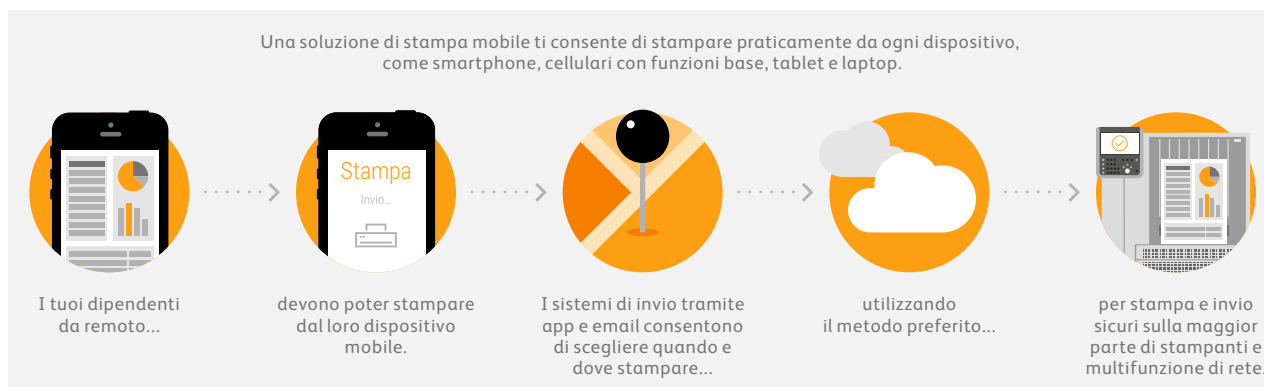 Una soluzione di stampa mobile ti consente di stampare praticamente da ogni dispositivo,
come smartphone, cellulari con funzioni base, tablet e laptop.
Stampa
Invio...
I tuoi dipendenti
da remoto...
devono poter stampare
dal loro dispositivo
mobile.
I sistemi di invio tramite
app e email consentono
di scegliere quando e
dove stampare...
utilizzando
il metodo preferito...
per stampa e invio
sicuri sulla maggior
parte di stampanti e
multifunzione di rete.